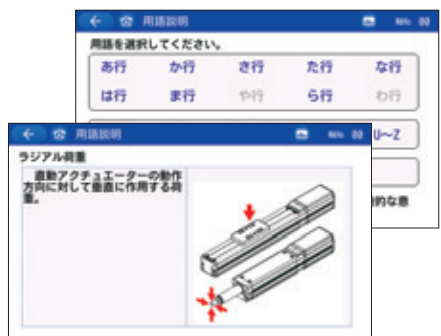 用語説明
用語を選択してください。
あ行 か行 さ行 た行 な行
は行 ま行 や行 ら行 わ行
U～Z
的な意
用語説明
ラジアル荷重
直動アクチュエーターの動作
方向に対して垂直に作用する荷
重。